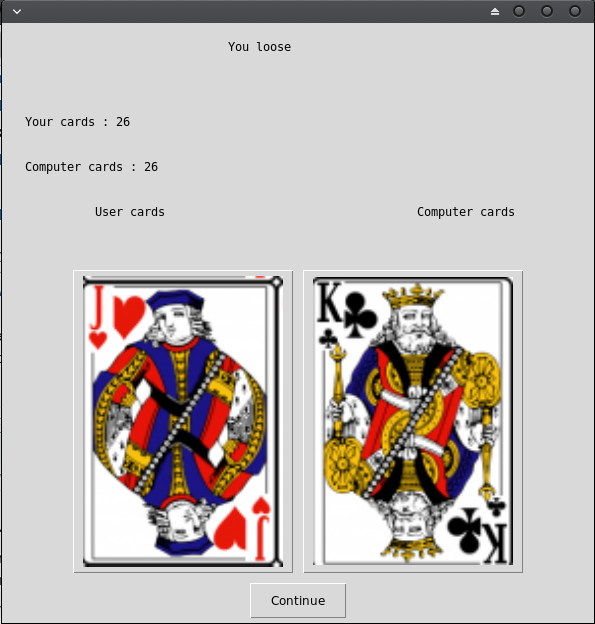 You loose
Your cards : 26
Computer cards : 26
User cards
Computer cards
J
K
J
K
Continue